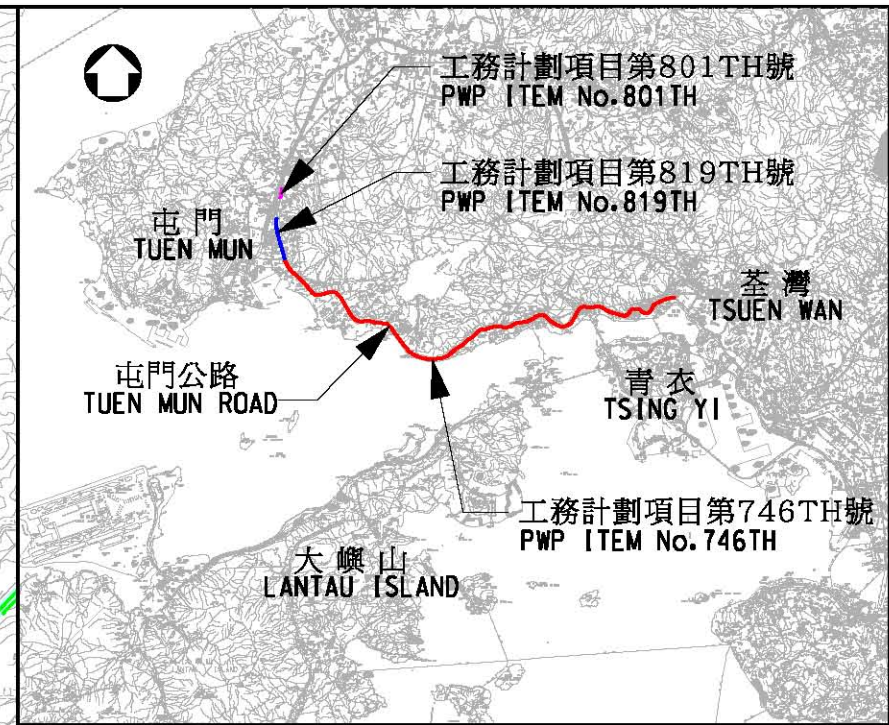 工務計劃項目第801TH號
PWP ITEM No.801TH
工務計劃項目第819TH號
PWP ITEM No.819TH
屯門
TUEN MUN
荃灣
TSUEN WAN
屯門公路
TUEN MUN ROAD
青衣
TSING YI
工務計劃項目第746TH號
PWP ITEM No.746TH
大嶼山
LANTAU ISLAND